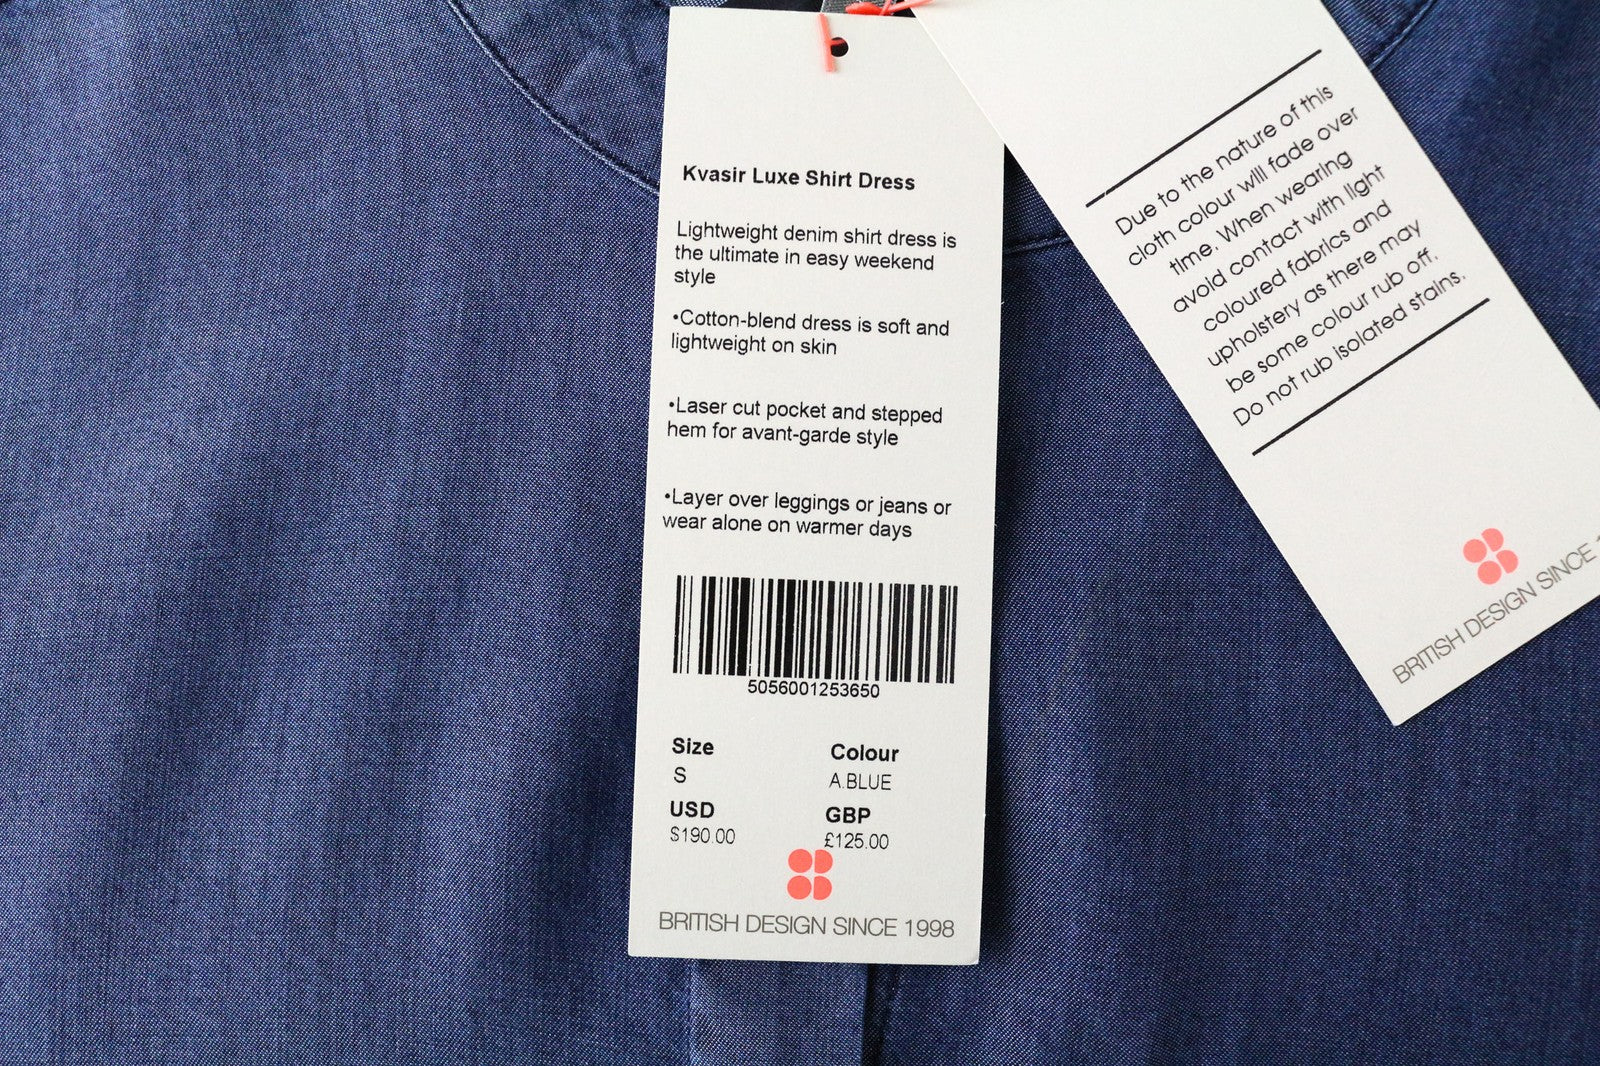 Kvasir Luxe Shirt Dress
Lightweight denim shirt dress is
the ultimate in easy weekend
style
•Cotton-blend dress is soft and
lightweight on skin
•Laser cut pocket and stepped
hem for avant-garde style
•Layer over leggings or jeans or
wear alone on warmer days
5056001253650
Size Colour
S A.BLUE
USD GBP
$190.00 £125.00
BRITISH DESIGN SINCE 1998
Due to the nature of this
cloth colour will fade over
time. When wearing
avoid contact with light
coloured fabrics and
upholstery as there may
be some colour rub off.
Do not rub isolated stains.
BRITISH DESIGN SINCE